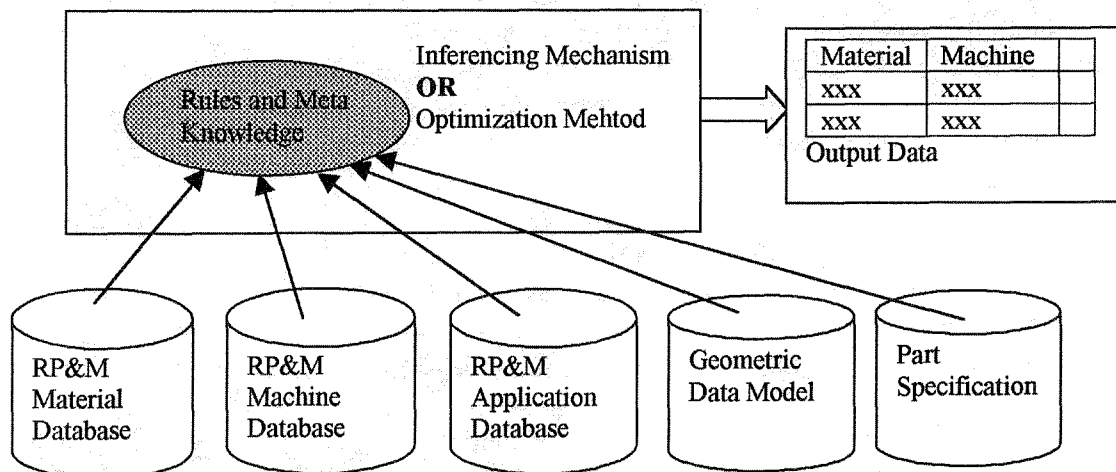 Inferencing Mechanism
OR
Optimization Mehtod
Rules and Meta
Knowledge
Material Machine
xxx xxx
xxx xxx
Output Data
RP&M
Material
Database
RP&M
Machine
Database
RP&M
Application
Database
Geometric
Data Model
Part
Specification